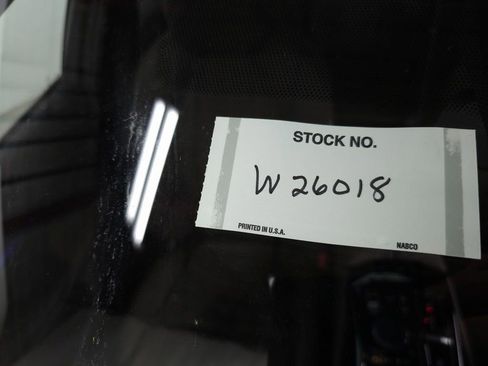 STOCK NO.
W 26018
PRINTED IN U.S.A.
NABCO